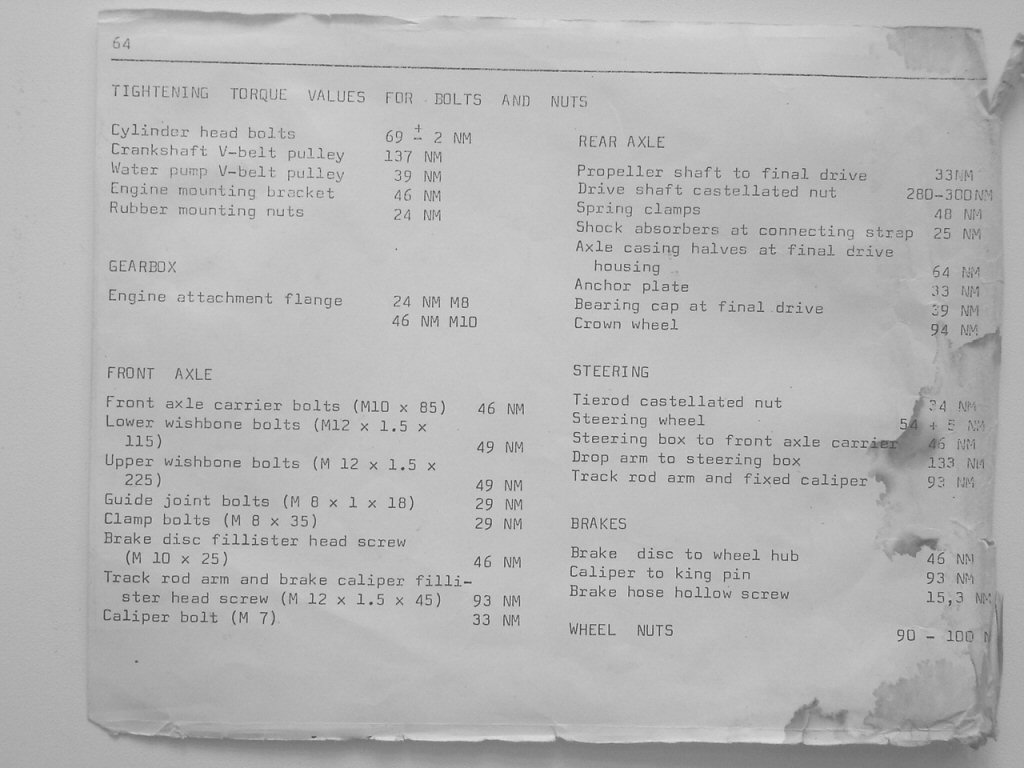 64
TIGHTENING TORQUE VALUES FOR BOLTS AND NUTS
Cylinder head bolts 69 ± 2 NM
Crankshaft V-belt pulley 137 NM
Water pump V-belt pulley 39 NM
Engine mounting bracket 46 NM
Rubber mounting nuts 24 NM
GEARBOX
Engine attachment flange 24 NM M8
46 NM M10
FRONT AXLE
Front axle carrier bolts (M10 x 85) 46 NM
Lower wishbone bolts (M12 x 1.5 x
115) 49 NM
Upper wishbone bolts (M 12 x 1.5 x
225) 49 NM
Guide joint bolts (M 8 x 1 x 18) 29 NM
Clamp bolts (M 8 x 35) 29 NM
Brake disc fillister head screw
(M 10 x 25) 46 NM
Track rod arm and brake caliper filli-
ster head screw (M 12 x 1.5 x 45) 93 NM
Caliper bolt (M 7) 33 NM
REAR AXLE
Propeller shaft to final drive 33NM
Drive shaft castellated nut 280-300NM
Spring clamps 48 NM
Shock absorbers at connecting strap 25 NM
Axle casing halves at final drive
housing 64 NM
Anchor plate 33 NM
Bearing cap at final drive 39 NM
Crown wheel 94 NM
STEERING
Tierod castellated nut 34 NM
Steering wheel 54 + 5 NM
Steering box to front axle carrier 46 NM
Drop arm to steering box 133 NM
Track rod arm and fixed caliper 93 NM
BRAKES
Brake disc to wheel hub 46 NM
Caliper to king pin 93 NM
Brake hose hollow screw 15,3 NM
WHEEL NUTS 90 - 100 N